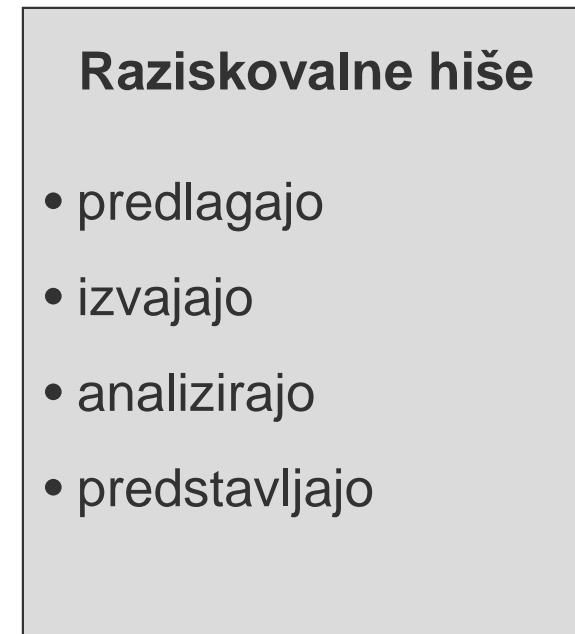 Raziskovalne hiše
• predlagajo
• izvajajo
• analizirajo
• predstavljajo